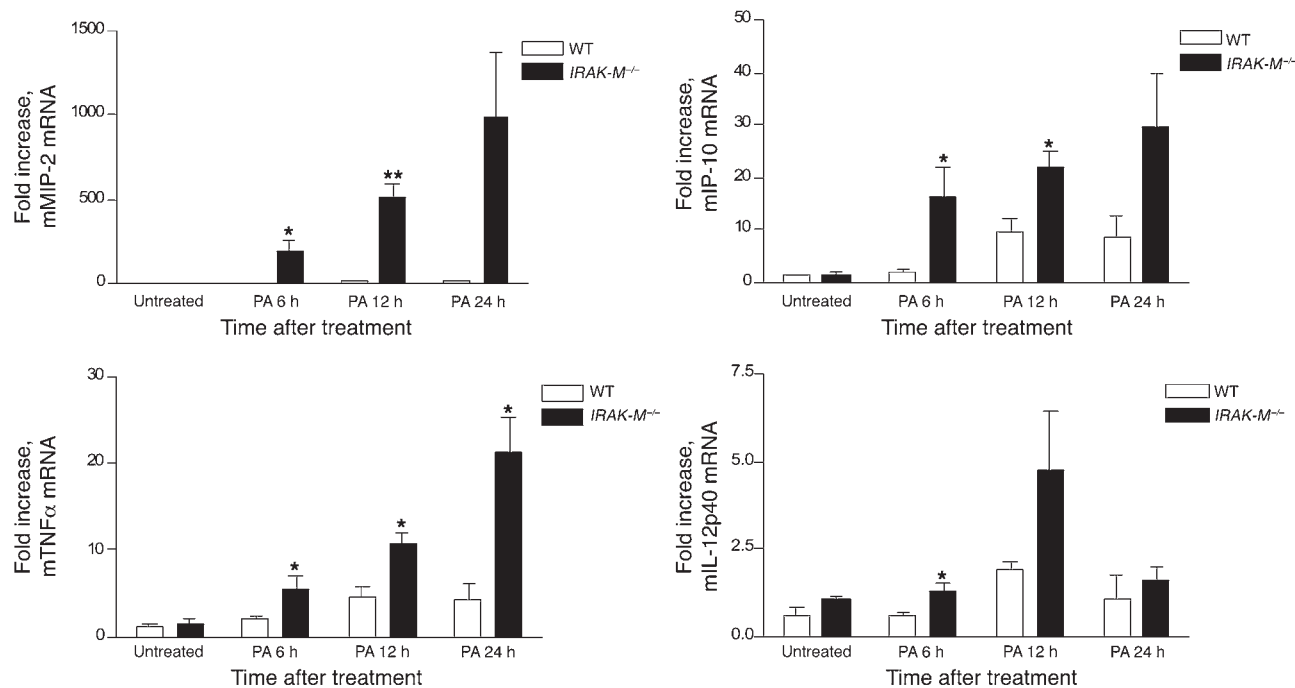 1500
1000
500
0
Fold increase,
mMIP-2 mRNA
WT
IRAK-M⁻/⁻
*
**
Untreated
PA 6 h
PA 12 h
PA 24 h
Time after treatment
50
40
30
20
10
0
Fold increase,
mIP-10 mRNA
WT
IRAK-M⁻/⁻
*
*
Untreated
PA 6 h
PA 12 h
PA 24 h
Time after treatment
30
20
10
0
Fold increase,
mTNFα mRNA
WT
IRAK-M⁻/⁻
*
*
*
Untreated
PA 6 h
PA 12 h
PA 24 h
Time after treatment
7.5
5.0
2.5
0.0
Fold increase,
mIL-12p40 mRNA
WT
IRAK-M⁻/⁻
*
Untreated
PA 6 h
PA 12 h
PA 24 h
Time after treatment